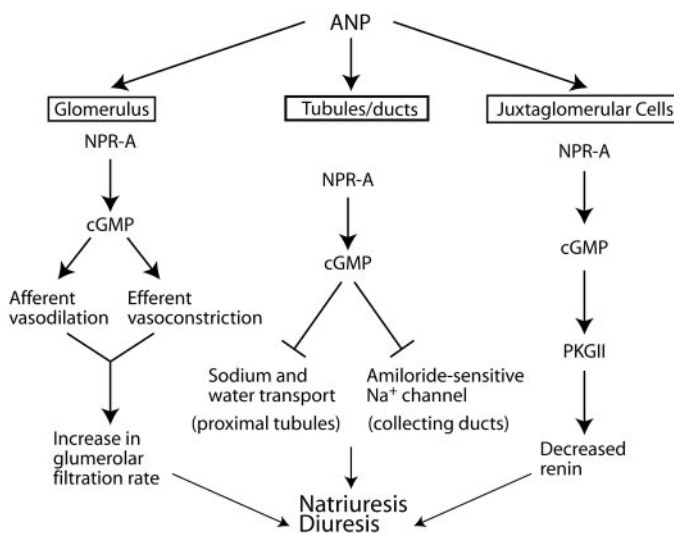 ANP
Glomerulus
NPR-A
cGMP
Afferent
vasodilation
Efferent
vasoconstriction
Increase in
glumerolar
filtration rate
Tubules/ducts
NPR-A
cGMP
Sodium and
water transport
(proximal tubules)
Amiloride-sensitive
Na⁺ channel
(collecting ducts)
Juxtaglomerular Cells
NPR-A
cGMP
PKGII
Decreased
renin
Natriuresis
Diuresis